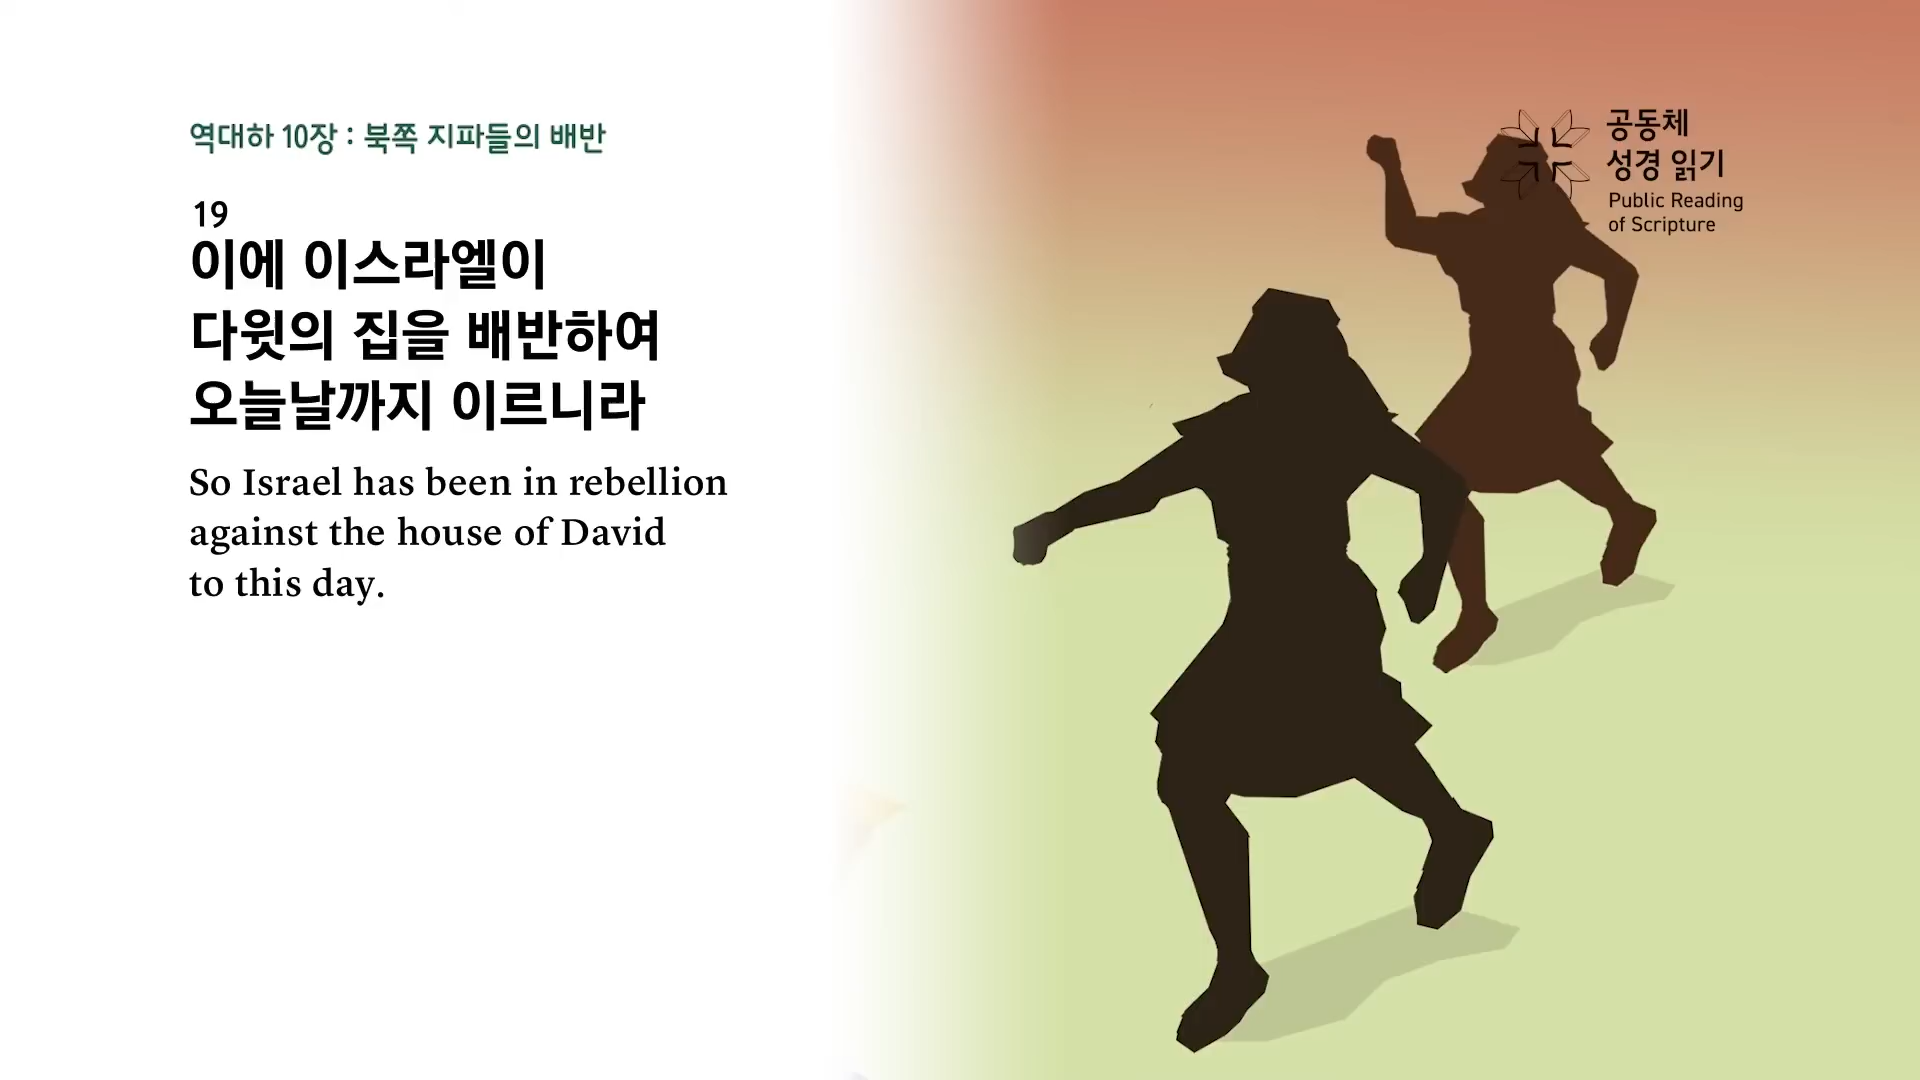 역대하 10장 : 북쪽 지파들의 배반
19
이에 이스라엘이
다윗의 집을 배반하여
오늘날까지 이르니라
So Israel has been in rebellion
against the house of David
to this day.
공동체
성경 읽기
Public Reading
of Scripture